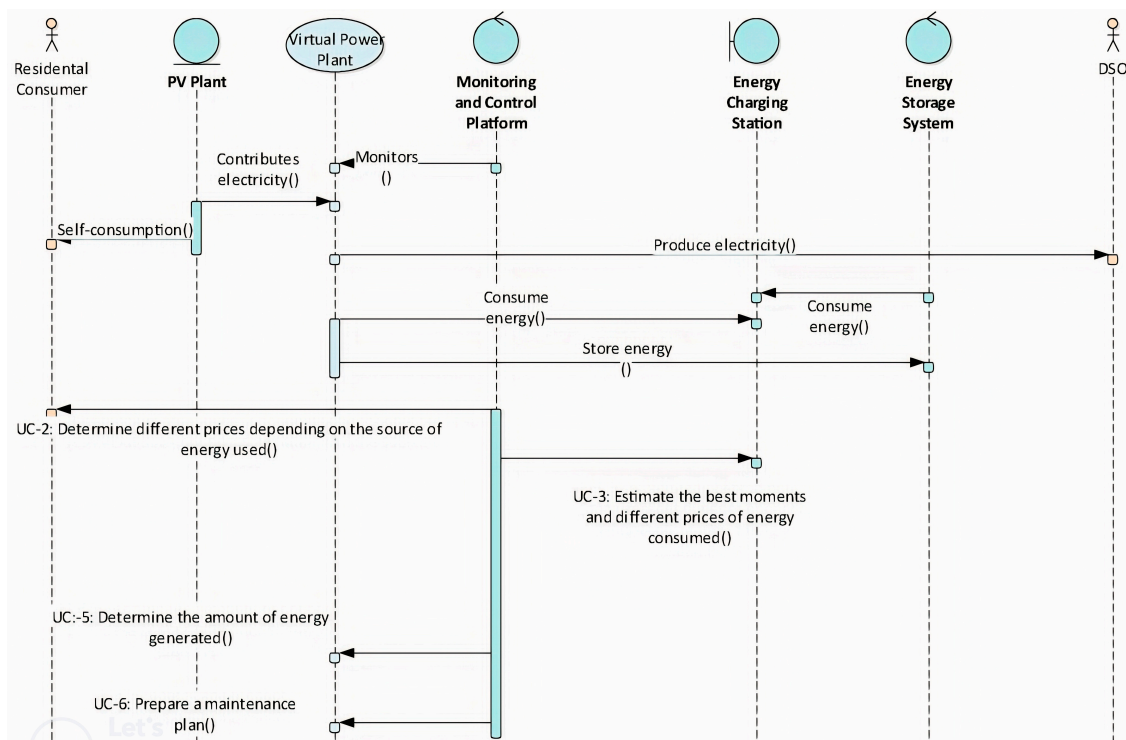 Residental
Consumer
PV Plant
Virtual Power
Plant
Monitoring
and Control
Platform
Energy
Charging
Station
Energy
Storage
System
DSO
Contributes
electricity()
Monitors
()
Self-consumption()
Produce electricity()
Consume
energy()
Consume
energy()
Store energy
()
UC-2: Determine different prices depending on the source of
energy used()
UC-3: Estimate the best moments
and different prices of energy
consumed()
UC:-5: Determine the amount of energy
generated()
UC-6: Prepare a maintenance
plan()
Let's